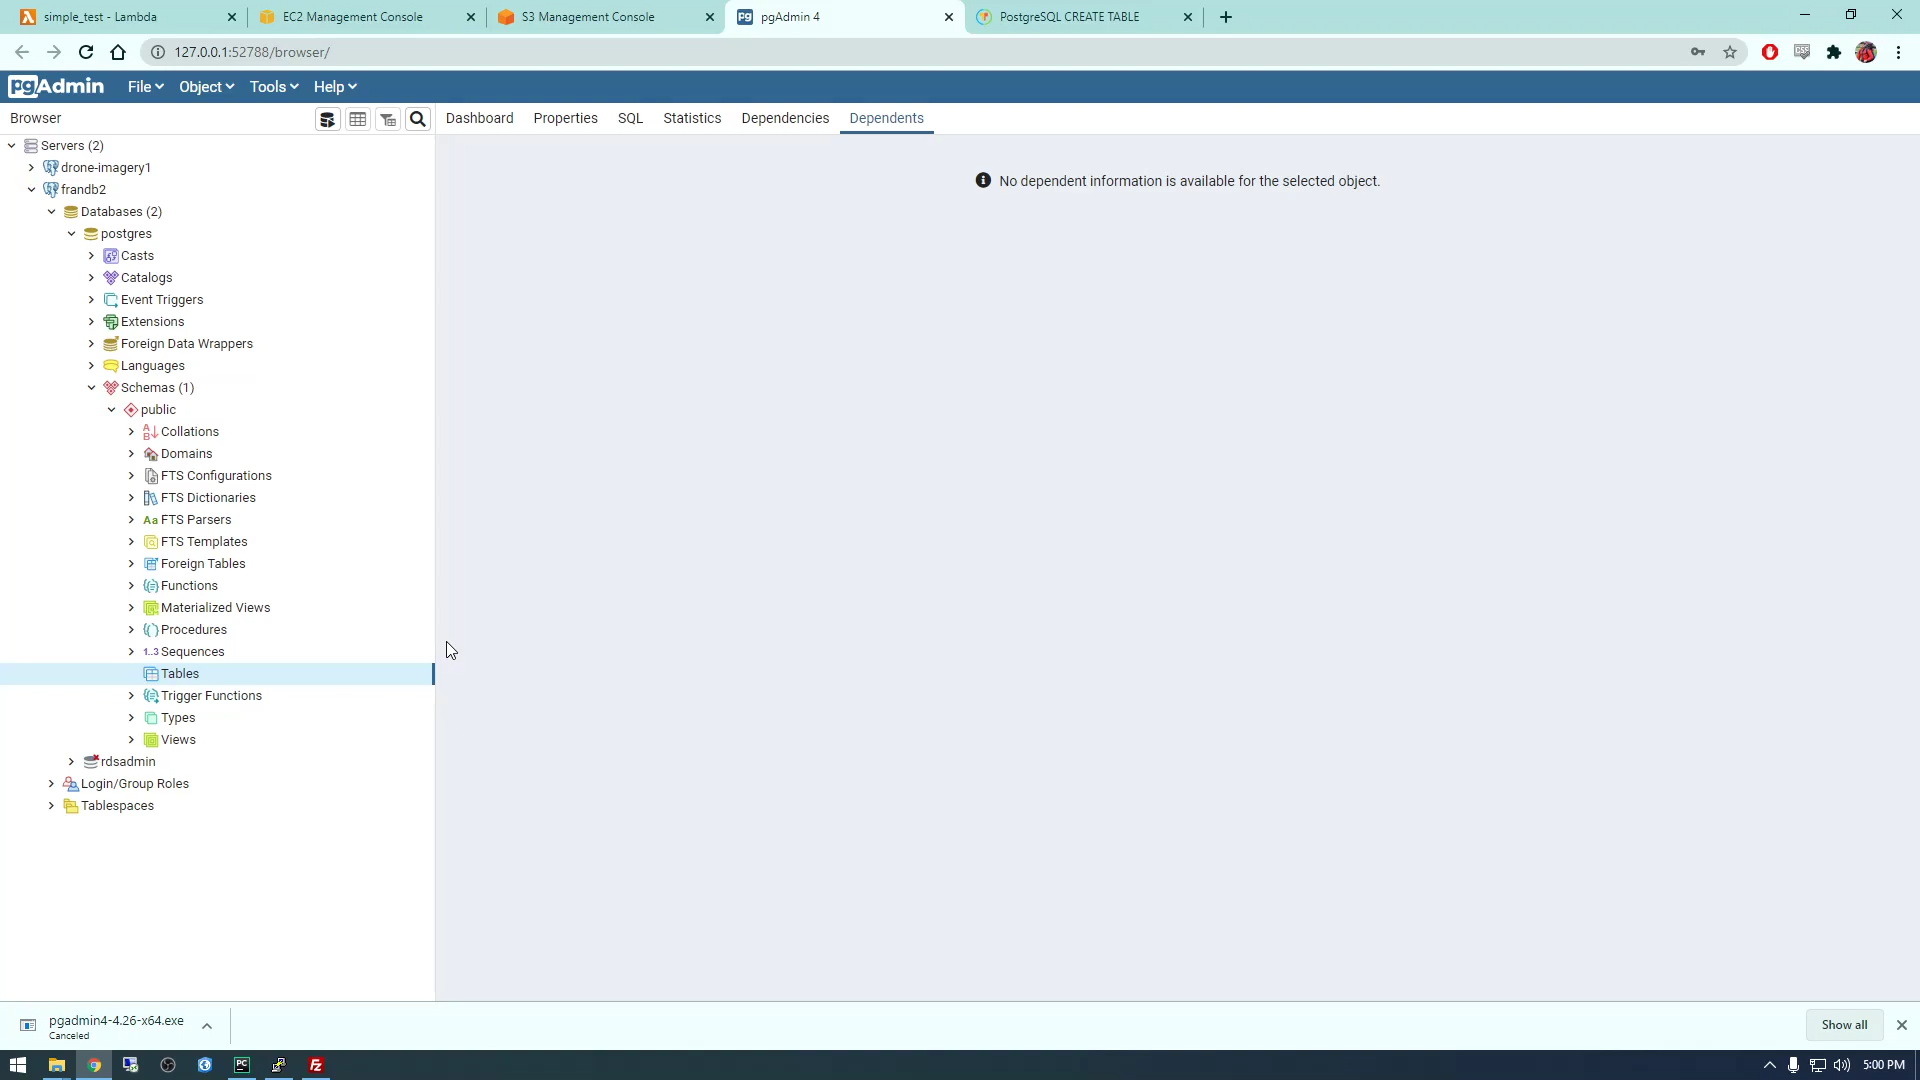 simple_test - Lambda
EC2 Management Console
S3 Management Console
pgAdmin 4
PostgreSQL CREATE TABLE
127.0.0.1:52788/browser/
pgAdmin File Object Tools Help
Browser
Dashboard Properties SQL Statistics Dependencies Dependents
Servers (2)
No dependent information is available for the selected object.
drone-imagery1
frandb2
Databases (2)
postgres
Casts
Catalogs
Event Triggers
Extensions
Foreign Data Wrappers
Languages
Schemas (1)
public
Collations
Domains
FTS Configurations
FTS Dictionaries
Aa FTS Parsers
FTS Templates
Foreign Tables
Functions
Materialized Views
Procedures
1..3 Sequences
Tables
Trigger Functions
Types
Views
rdsadmin
Login/Group Roles
Tablespaces
pgadmin4-4.26-x64.exe
Canceled
Show all
5:00 PM